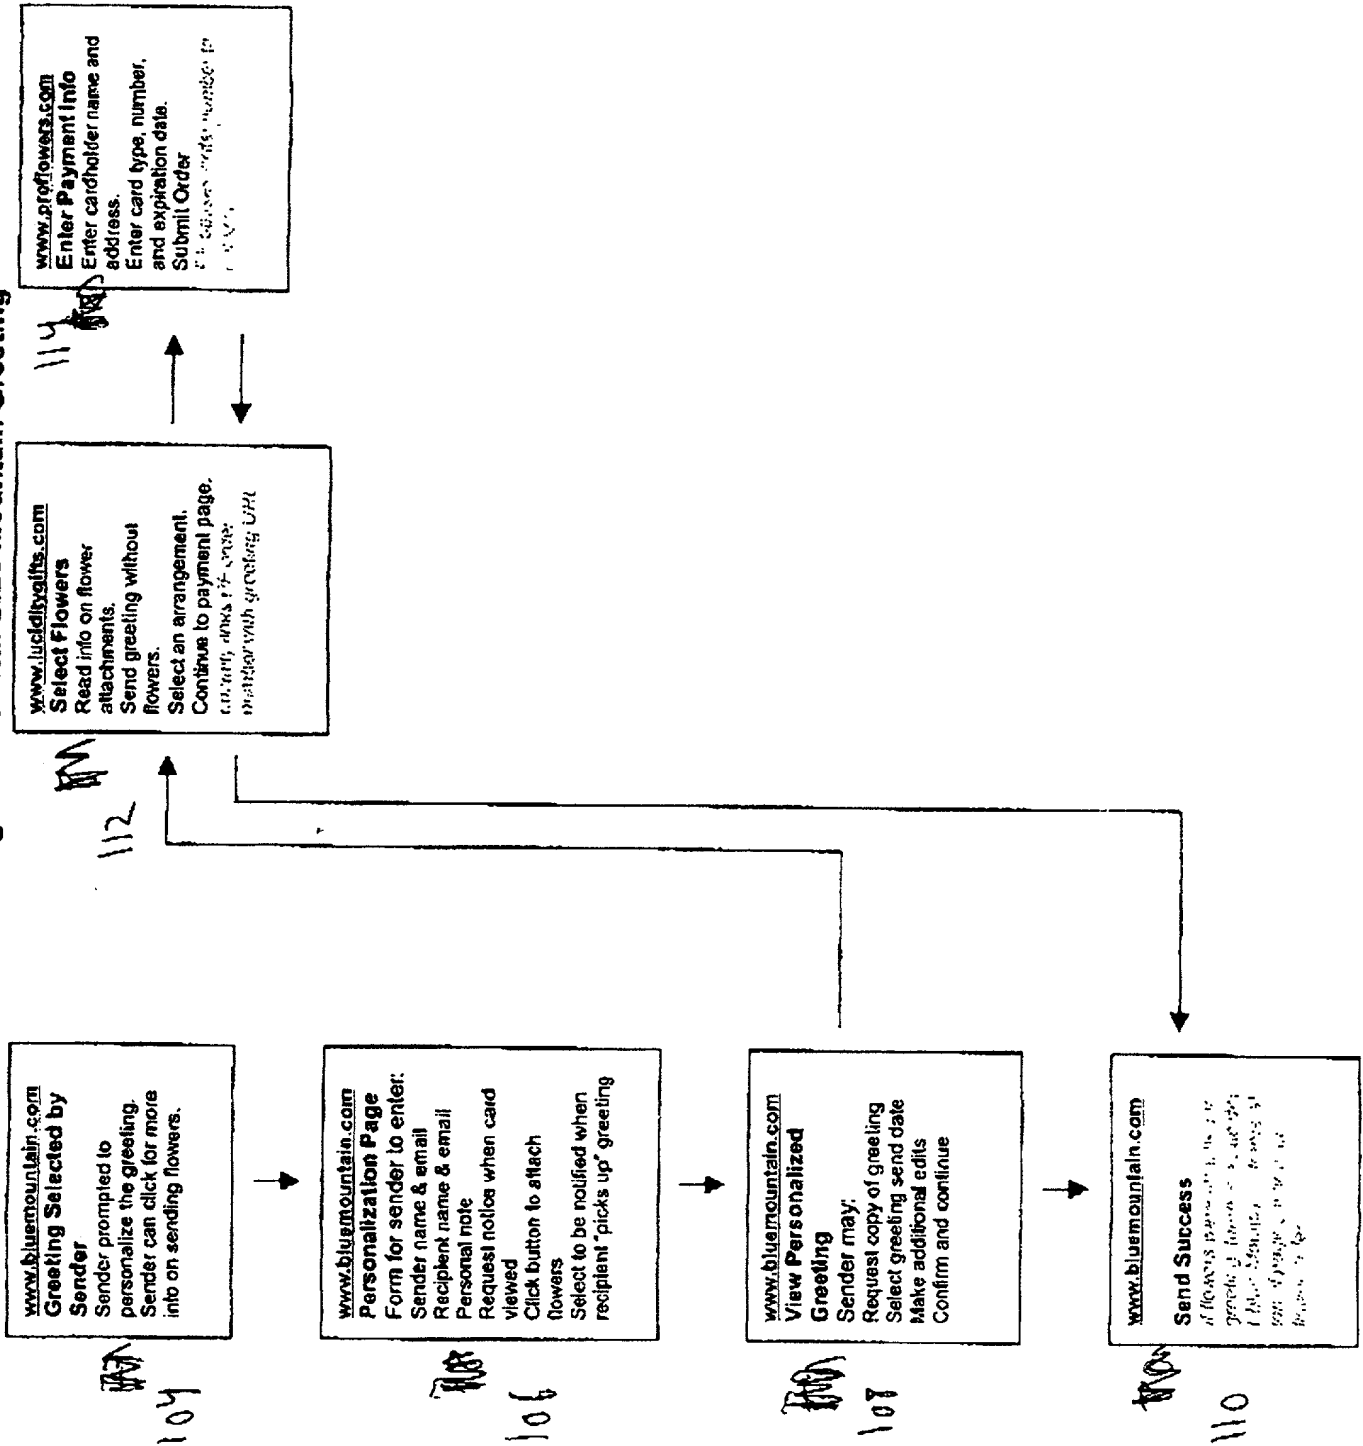 Mountain Greeting
www.bluemountain.com
Greeting Selected by
Sender
Sender prompted to
personalize the greeting.
Sender can click for more
info on sending flowers.
104
www.bluemountain.com
Personalization Page
Form for sender to enter:
Sender name & email
Recipient name & email
Personal note
Request notice when card
viewed
Click button to attach
flowers
Select to be notified when
recipient "picks up" greeting
106
www.bluemountain.com
View Personalized
Greeting
Sender may:
Request copy of greeting
Select greeting send date
Make additional edits
Confirm and continue
108
www.bluemountain.com
Send Success
110
www.luciditygifts.com
Select Flowers
Read info on flower
attachments.
Send greeting without
flowers.
Select an arrangement.
Continue to payment page.
with greeting URL
112
www.proflowers.com
Enter Payment Info
Enter cardholder name and
address.
Enter card type, number,
and expiration date.
Submit Order
number to
114